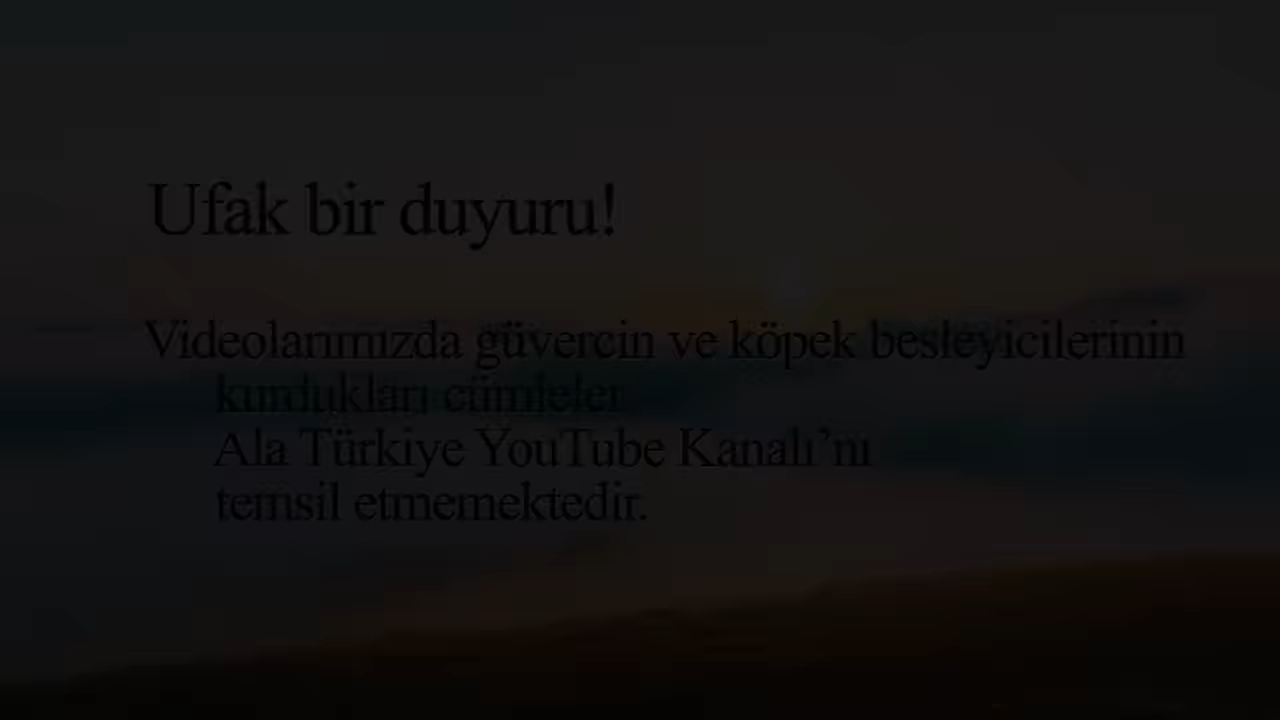 Ufak bir duyuru!
Videolarımızda güvercin ve köpek besleyicilerinin
kurdukları cümleler
Ala Türkiye YouTube Kanalı’nı
temsil etmemektedir.